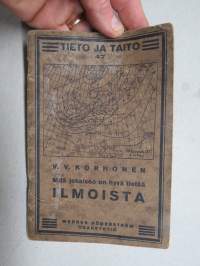 TIETO JA TAITO
47
V. V. KORHONEN
Mitä jokaisen on hyvä tietää
ILMOISTA
WERNER SÖDERSTRÖM
OSAKEYHTIÖ